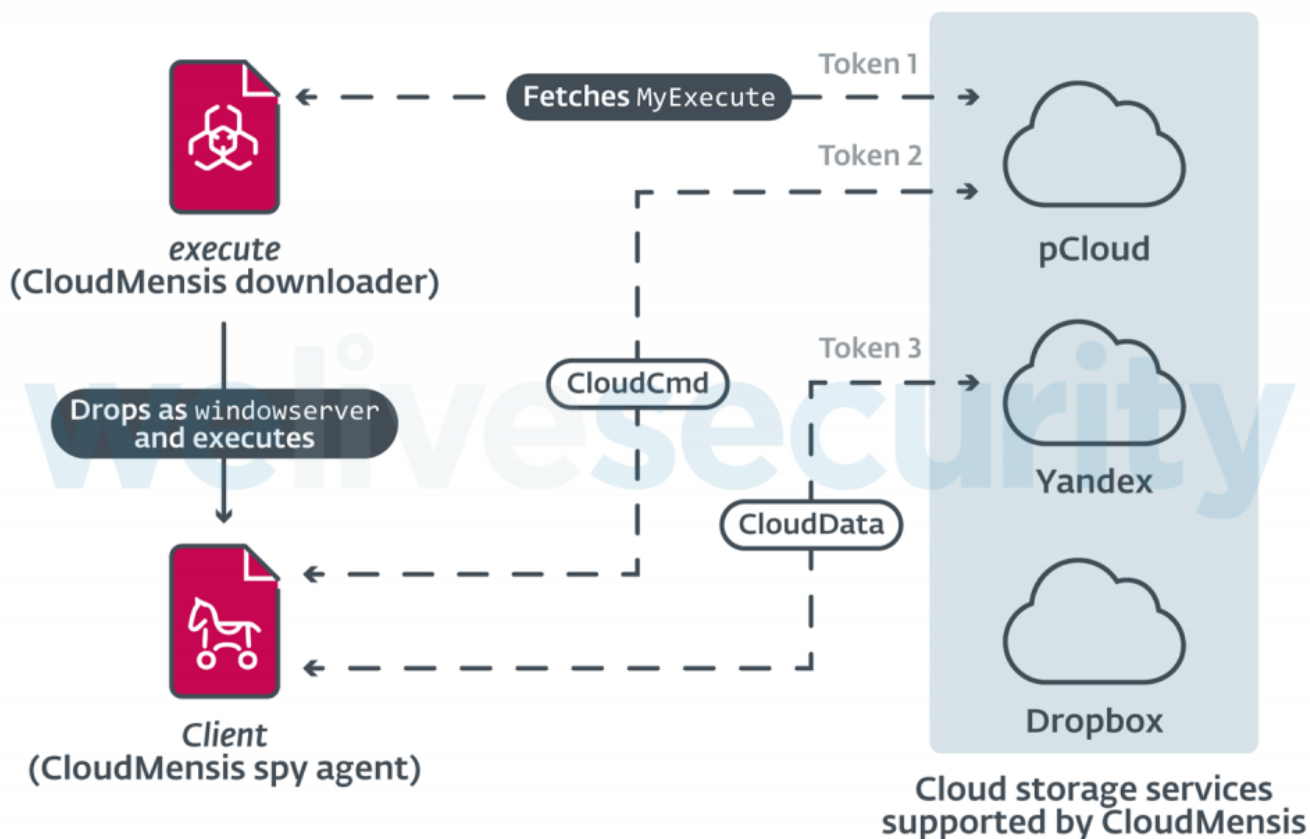 Token 1
Fetches MyExecute
Token 2
execute
(CloudMensis downloader)
pCloud
Token 3
CloudCmd
Drops as windowserver
and executes
welivesecurity
Yandex
CloudData
Client
(CloudMensis spy agent)
Dropbox
Cloud storage services
supported by CloudMensis